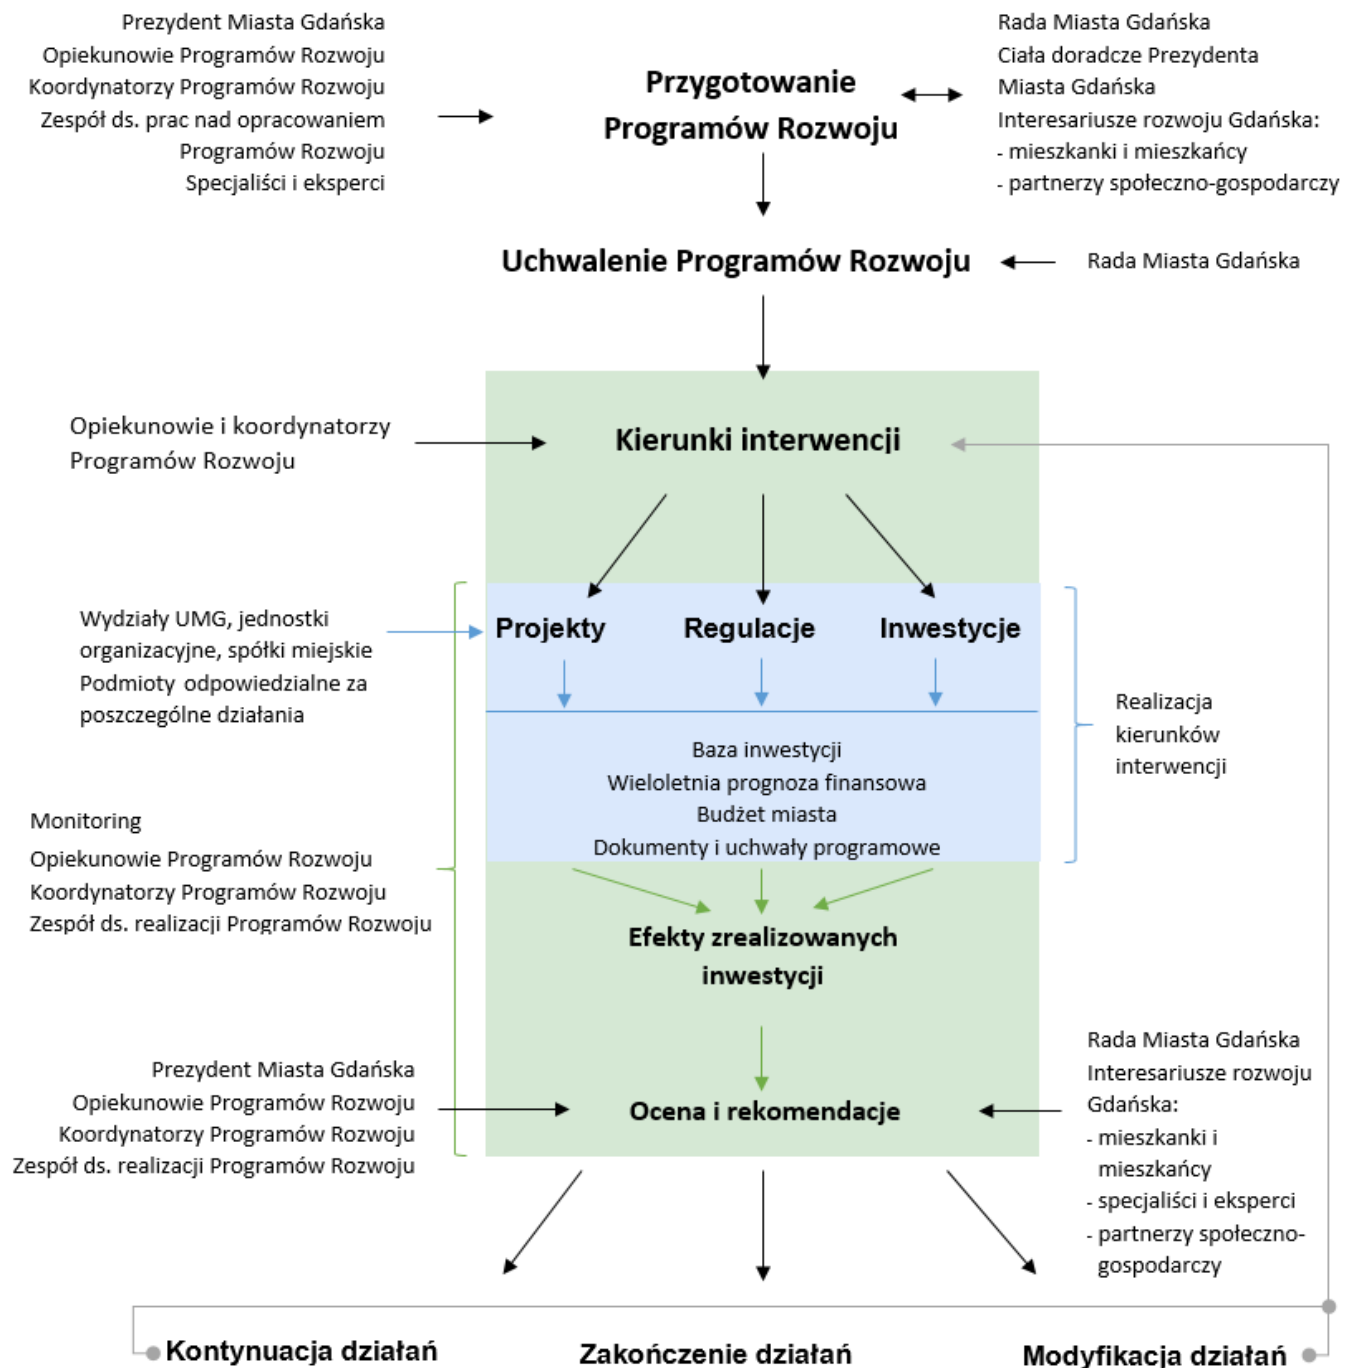 Prezydent Miasta Gdańska
Opiekunowie Programów Rozwoju
Koordynatorzy Programów Rozwoju
Zespół ds. prac nad opracowaniem
Programów Rozwoju
Specjaliści i eksperci
Przygotowanie
Programów Rozwoju
Rada Miasta Gdańska
Ciała doradcze Prezydenta
Miasta Gdańska
Interesariusze rozwoju Gdańska:
- mieszkanki i mieszkańcy
- partnerzy społeczno-gospodarczy
Uchwalenie Programów Rozwoju
Rada Miasta Gdańska
Opiekunowie i koordynatorzy
Programów Rozwoju
Kierunki interwencji
Wydziały UMG, jednostki
organizacyjne, spółki miejskie
Podmioty odpowiedzialne za
poszczególne działania
Projekty
Regulacje
Inwestycje
Realizacja
kierunków
interwencji
Baza inwestycji
Wieloletnia prognoza finansowa
Budżet miasta
Dokumenty i uchwały programowe
Monitoring
Opiekunowie Programów Rozwoju
Koordynatorzy Programów Rozwoju
Zespół ds. realizacji Programów Rozwoju
Efekty zrealizowanych
inwestycji
Prezydent Miasta Gdańska
Opiekunowie Programów Rozwoju
Koordynatorzy Programów Rozwoju
Zespół ds. realizacji Programów Rozwoju
Ocena i rekomendacje
Rada Miasta Gdańska
Interesariusze rozwoju
Gdańska:
- mieszkanki i
mieszkańcy
- specjaliści i eksperci
- partnerzy społeczno-
gospodarczy
Kontynuacja działań
Zakończenie działań
Modyfikacja działań